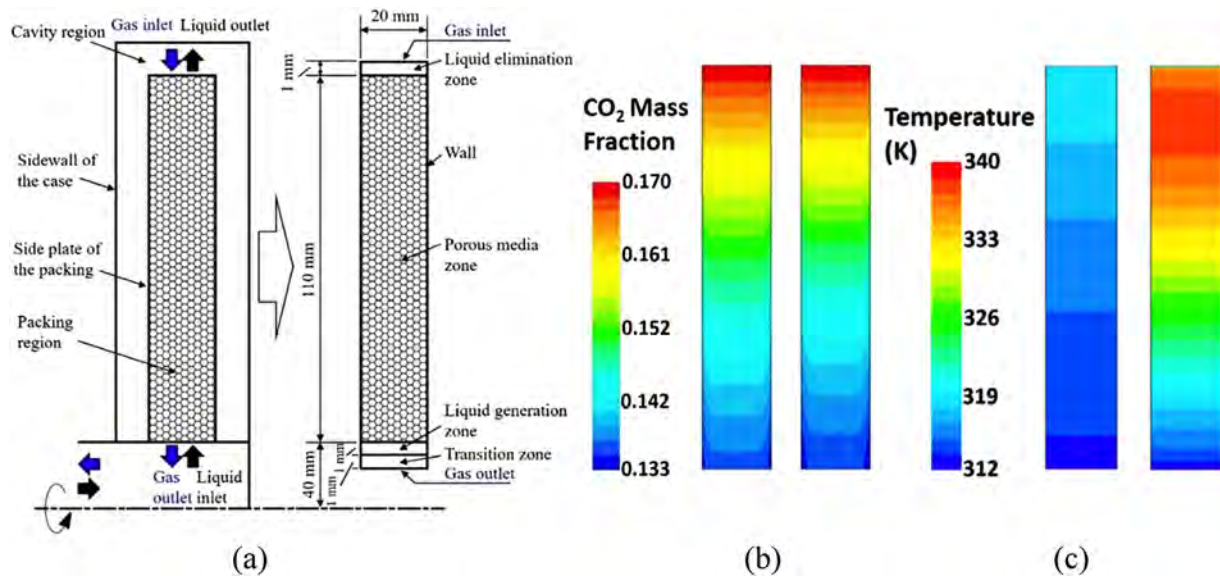 Gas inlet Liquid outlet
Cavity region
Sidewall of
the case
Side plate of
the packing
Packing
region
Gas Liquid
outlet inlet
20 mm
Gas inlet
Liquid elimination
zone
1 mm
Wall
110 mm
Porous media
zone
Liquid generation
zone
1 mm
Transition zone
Gas outlet
1 mm
40 mm
(a)
CO2 Mass
Fraction
0.170
0.161
0.152
0.142
0.133
(b)
Temperature
(K)
340
333
326
319
312
(c)